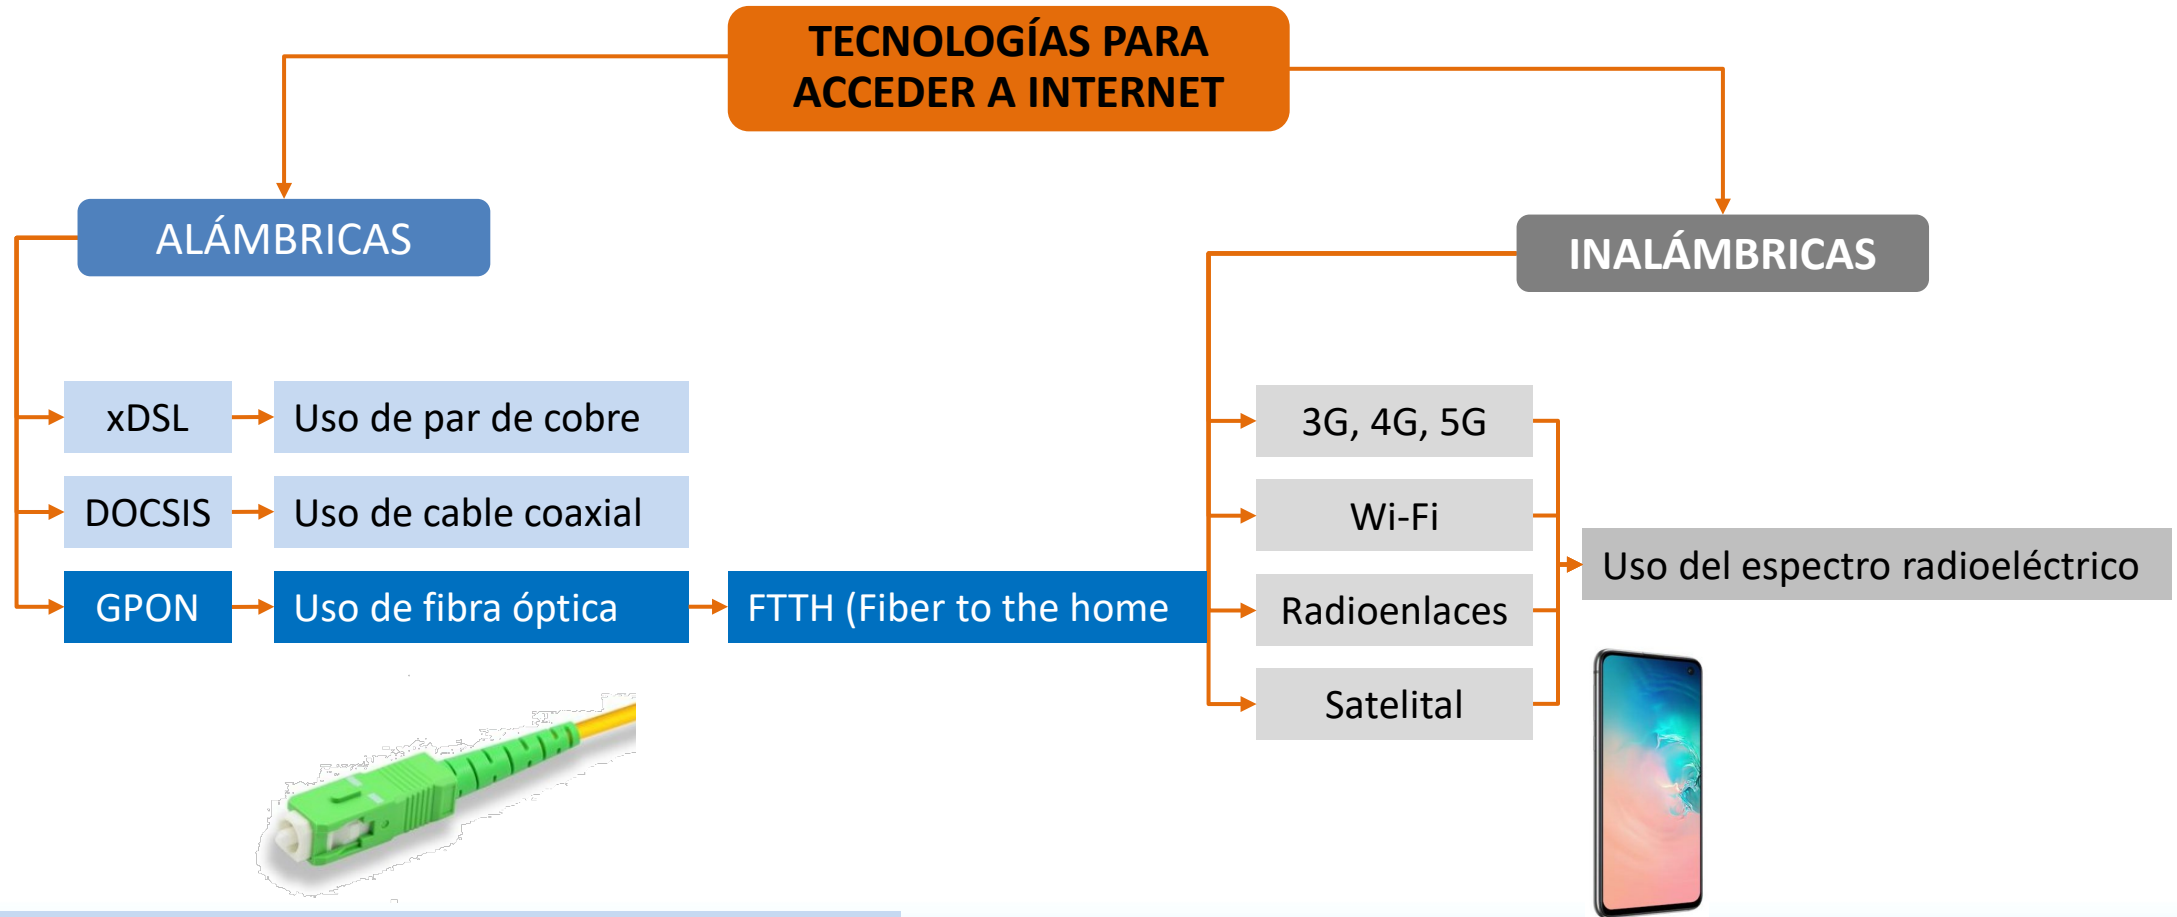 TECNOLOGÍAS PARA
ACCEDER A INTERNET
ALÁMBRICAS
INALÁMBRICAS
xDSL
Uso de par de cobre
DOCSIS
Uso de cable coaxial
GPON
Uso de fibra óptica
FTTH (Fiber to the home
3G, 4G, 5G
Wi-Fi
Radioenlaces
Satelital
Uso del espectro radioeléctrico